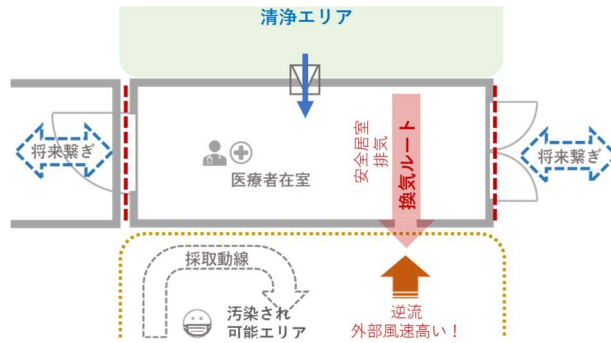 清浄エリア
将来繋ぎ
医療者在室
安全居室
排気
換気ルート
将来繋ぎ
採取動線
汚染され
可能エリア
逆流
外部風速高い！